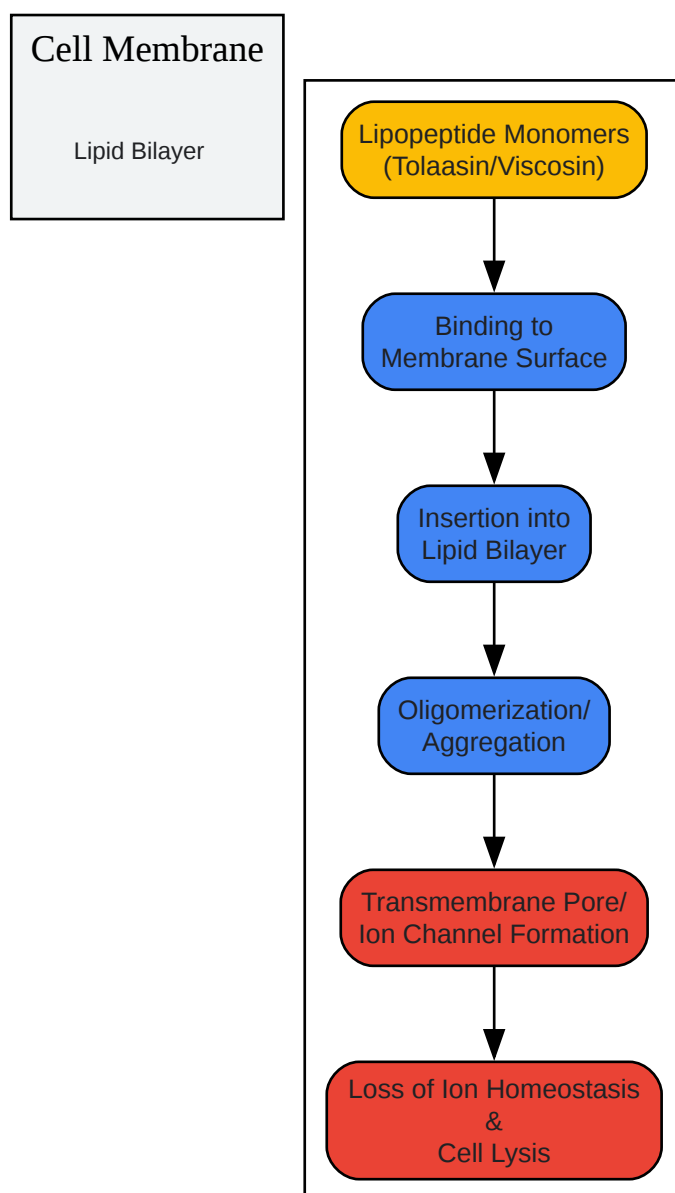 Cell Membrane
Lipid Bilayer
Lipopeptide Monomers
(Tolaasin/Viscosin)
Binding to
Membrane Surface
Insertion into
Lipid Bilayer
Oligomerization/
Aggregation
Transmembrane Pore/
Ion Channel Formation
Loss of Ion Homeostasis
&
Cell Lysis